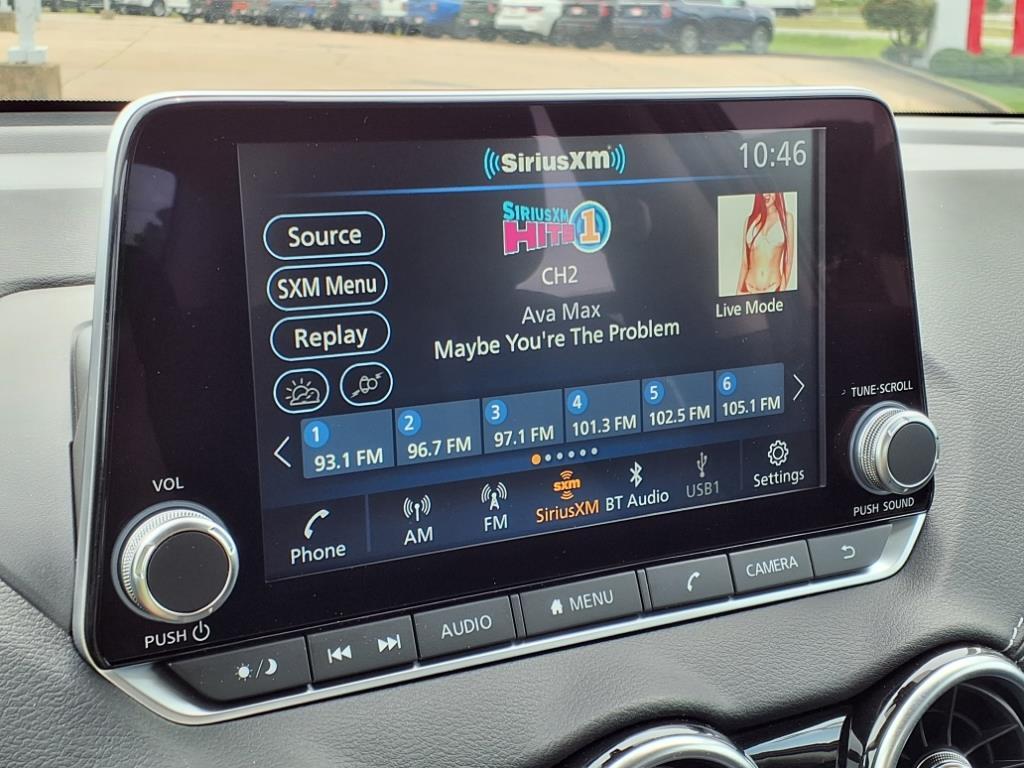 SiriusXM
10:46
Source
SXM Menu
Replay
SIRIUSXM
HITS 1
CH2
Ava Max
Maybe You're The Problem
Live Mode
1 2 3 4 5 6
93.1 FM 96.7 FM 97.1 FM 101.3 FM 102.5 FM 105.1 FM
Phone AM FM sxm SiriusXM BT Audio USB1 Settings
VOL
PUSH
TUNE·SCROLL
PUSH SOUND
AUDIO MENU CAMERA